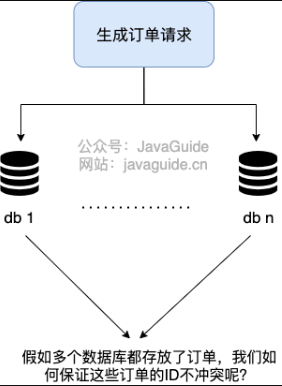 生成订单请求
公众号：JavaGuide
网站：javaguide.cn
db 1
db n
假如多个数据库都存放了订单，我们如
何保证这些订单的ID不冲突呢？